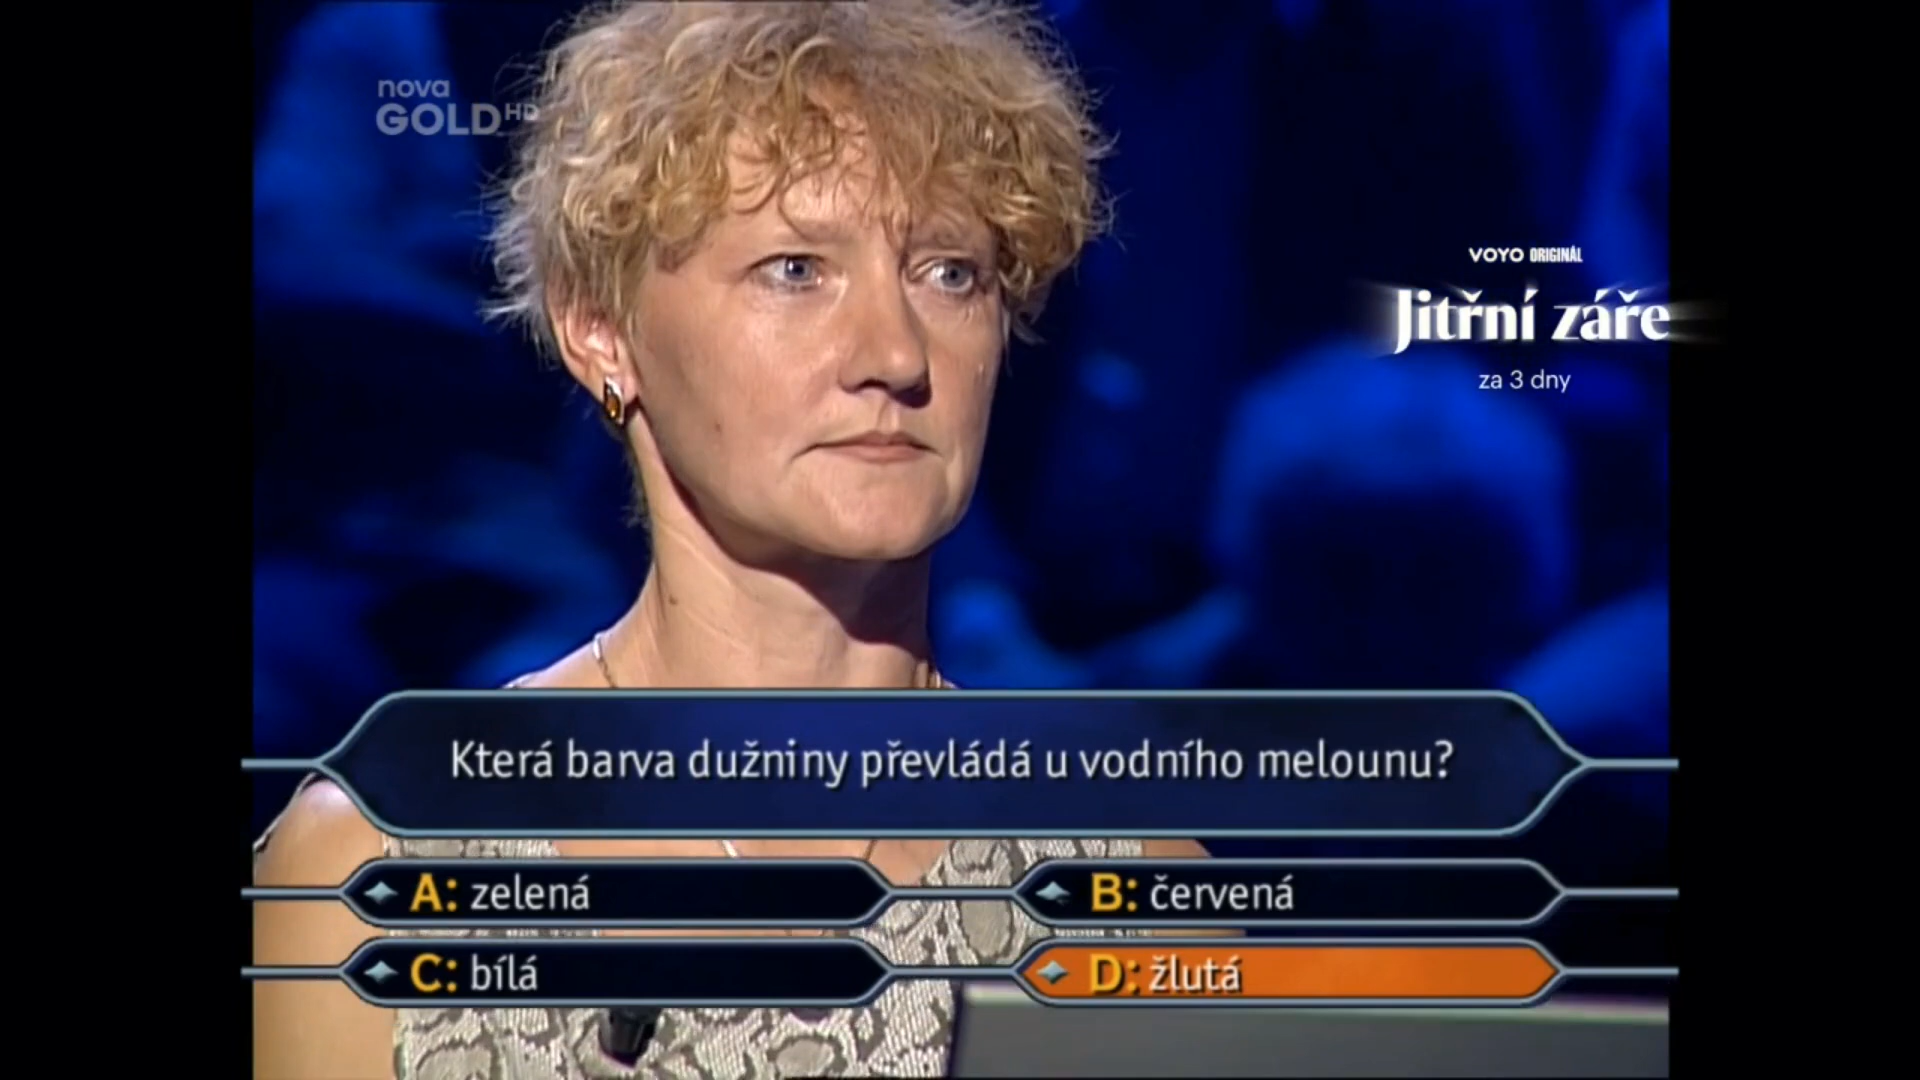 nova
GOLD HD
VOYO ORIGINÁL
Jitřní záře
za 3 dny
Která barva dužniny převládá u vodního melounu?
A: zelená
B: červená
C: bílá
D: žlutá